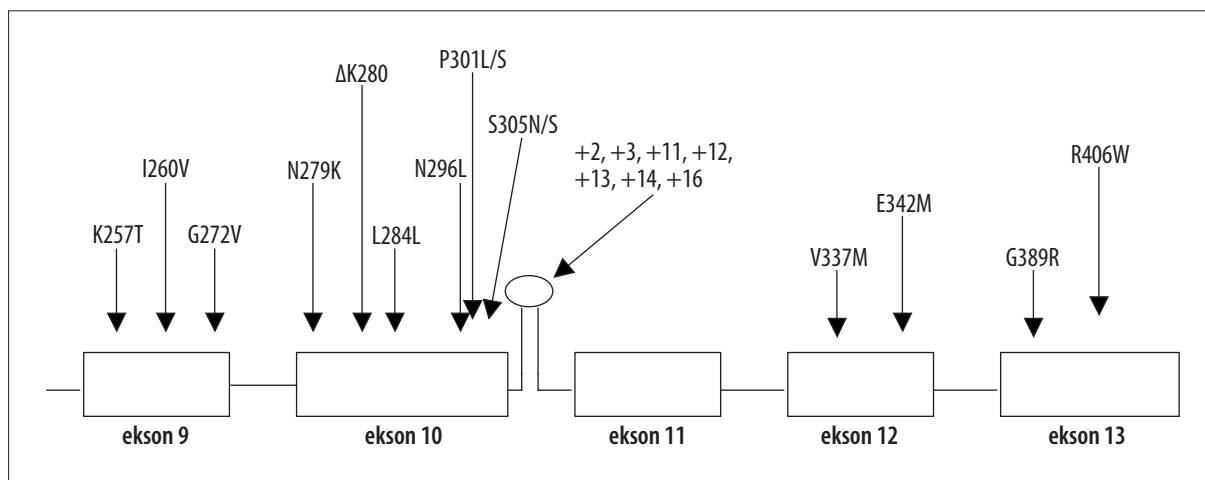 P301L/S
ΔK280
S305N/S
+2, +3, +11, +12,
+13, +14, +16
I260V
N279K
N296L
R406W
E342M
K257T
G272V
L284L
V337M
G389R
ekson 9
ekson 10
ekson 11
ekson 12
ekson 13